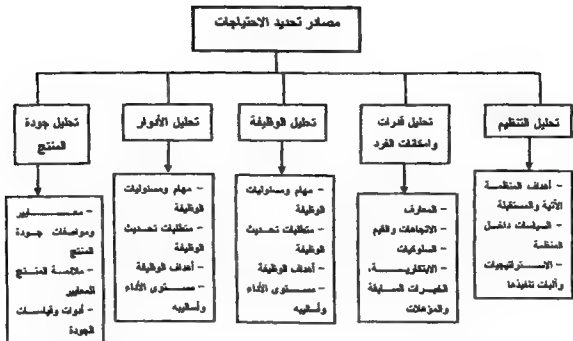 مصادر تحديد الاحتياجات
تحليل التنظيم
تحليل قدرات
وامكانات الفرد
تحليل الوظيفة
تحليل الأدوار
تحليل جودة
المنتج
- أهداف المنظمة
الآتية والمستقبلة
- السياسات داخل
المنظمة
- الاستراتيجيات
وآليات تنفيذها
- المعارف
- الاتجاهات والقيم
- السلوكيات
- الابتكارية،
الخبرات السابقة
والمؤهلات
- مهام ومسئوليات
الوظيفة
- متطلبات تحديث
الوظيفة
- أهداف الوظيفة
- مستوى الأداء
وأساليبه
- مهام ومسئوليات
الوظيفة
- متطلبات تحديث
الوظيفة
- أهداف الوظيفة
- مستوى الأداء
وأساليبه
- معايير
ومواصفات جودة
المنتج
- ملائمة المنتج
للمعايير
- أدوات وقياسات
الجودة